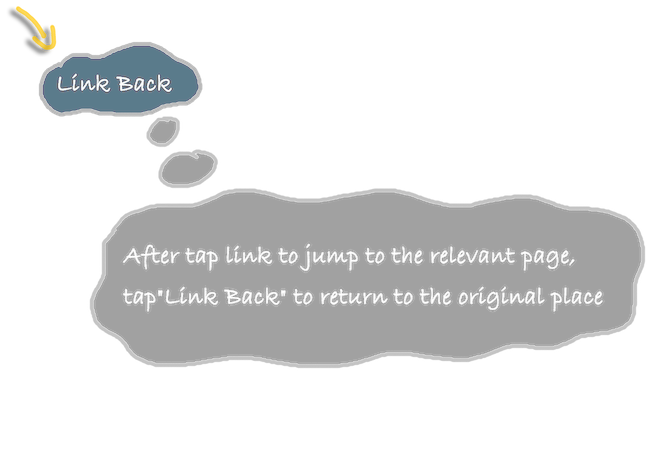 Link Back
After tap link to jump to the relevant page,
tap"Link Back" to return to the original place